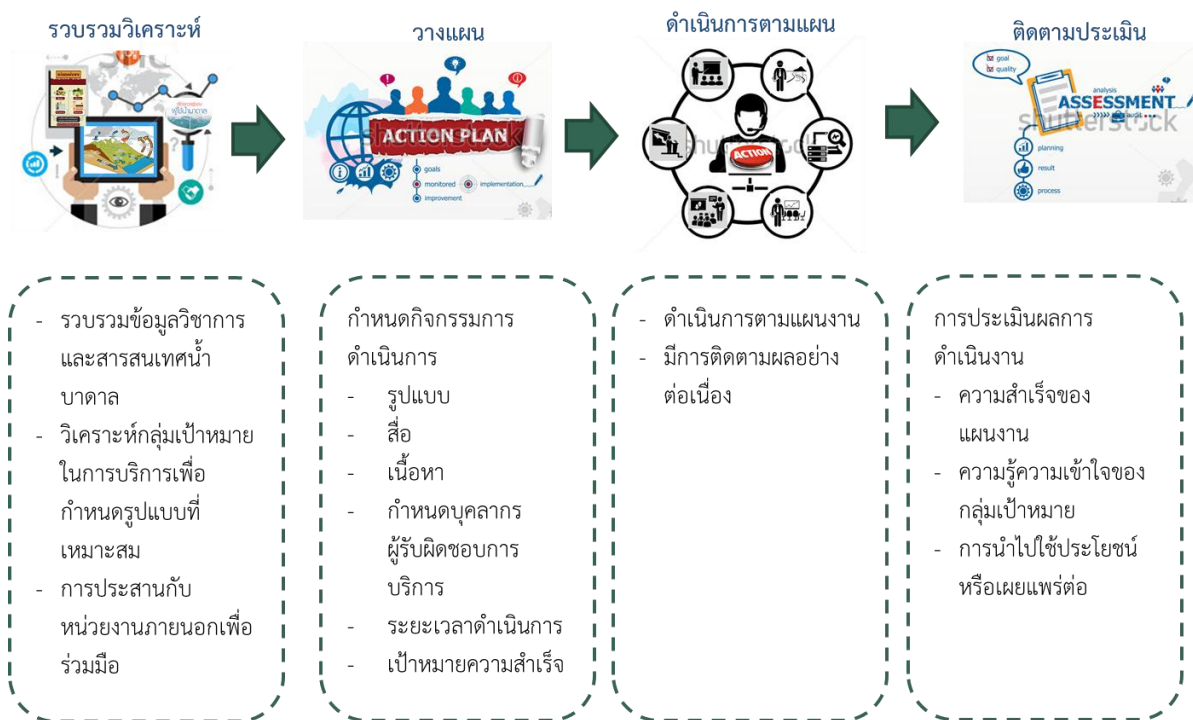 รวบรวมวิเคราะห์
วางแผน
ดำเนินการตามแผน
ติดตามประเมิน
ACTION PLAN
goals
monitored
implementation
improvement
ACTION
goal
quality
analysis
ASSESSMENT
audit
shutterstock
planning
result
process
- รวบรวมข้อมูลวิชาการ
และสารสนเทศน้ำ
บาดาล
- วิเคราะห์กลุ่มเป้าหมาย
ในการบริการเพื่อ
กำหนดรูปแบบที่
เหมาะสม
- การประสานกับ
หน่วยงานภายนอกเพื่อ
ร่วมมือ
กำหนดกิจกรรมการ
ดำเนินการ
- รูปแบบ
- สื่อ
- เนื้อหา
- กำหนดบุคลากร
ผู้รับผิดชอบการ
บริการ
- ระยะเวลาดำเนินการ
- เป้าหมายความสำเร็จ
- ดำเนินการตามแผนงาน
- มีการติดตามผลอย่าง
ต่อเนื่อง
การประเมินผลการ
ดำเนินงาน
- ความสำเร็จของ
แผนงาน
- ความรู้ความเข้าใจของ
กลุ่มเป้าหมาย
- การนำไปใช้ประโยชน์
หรือเผยแพร่ต่อ